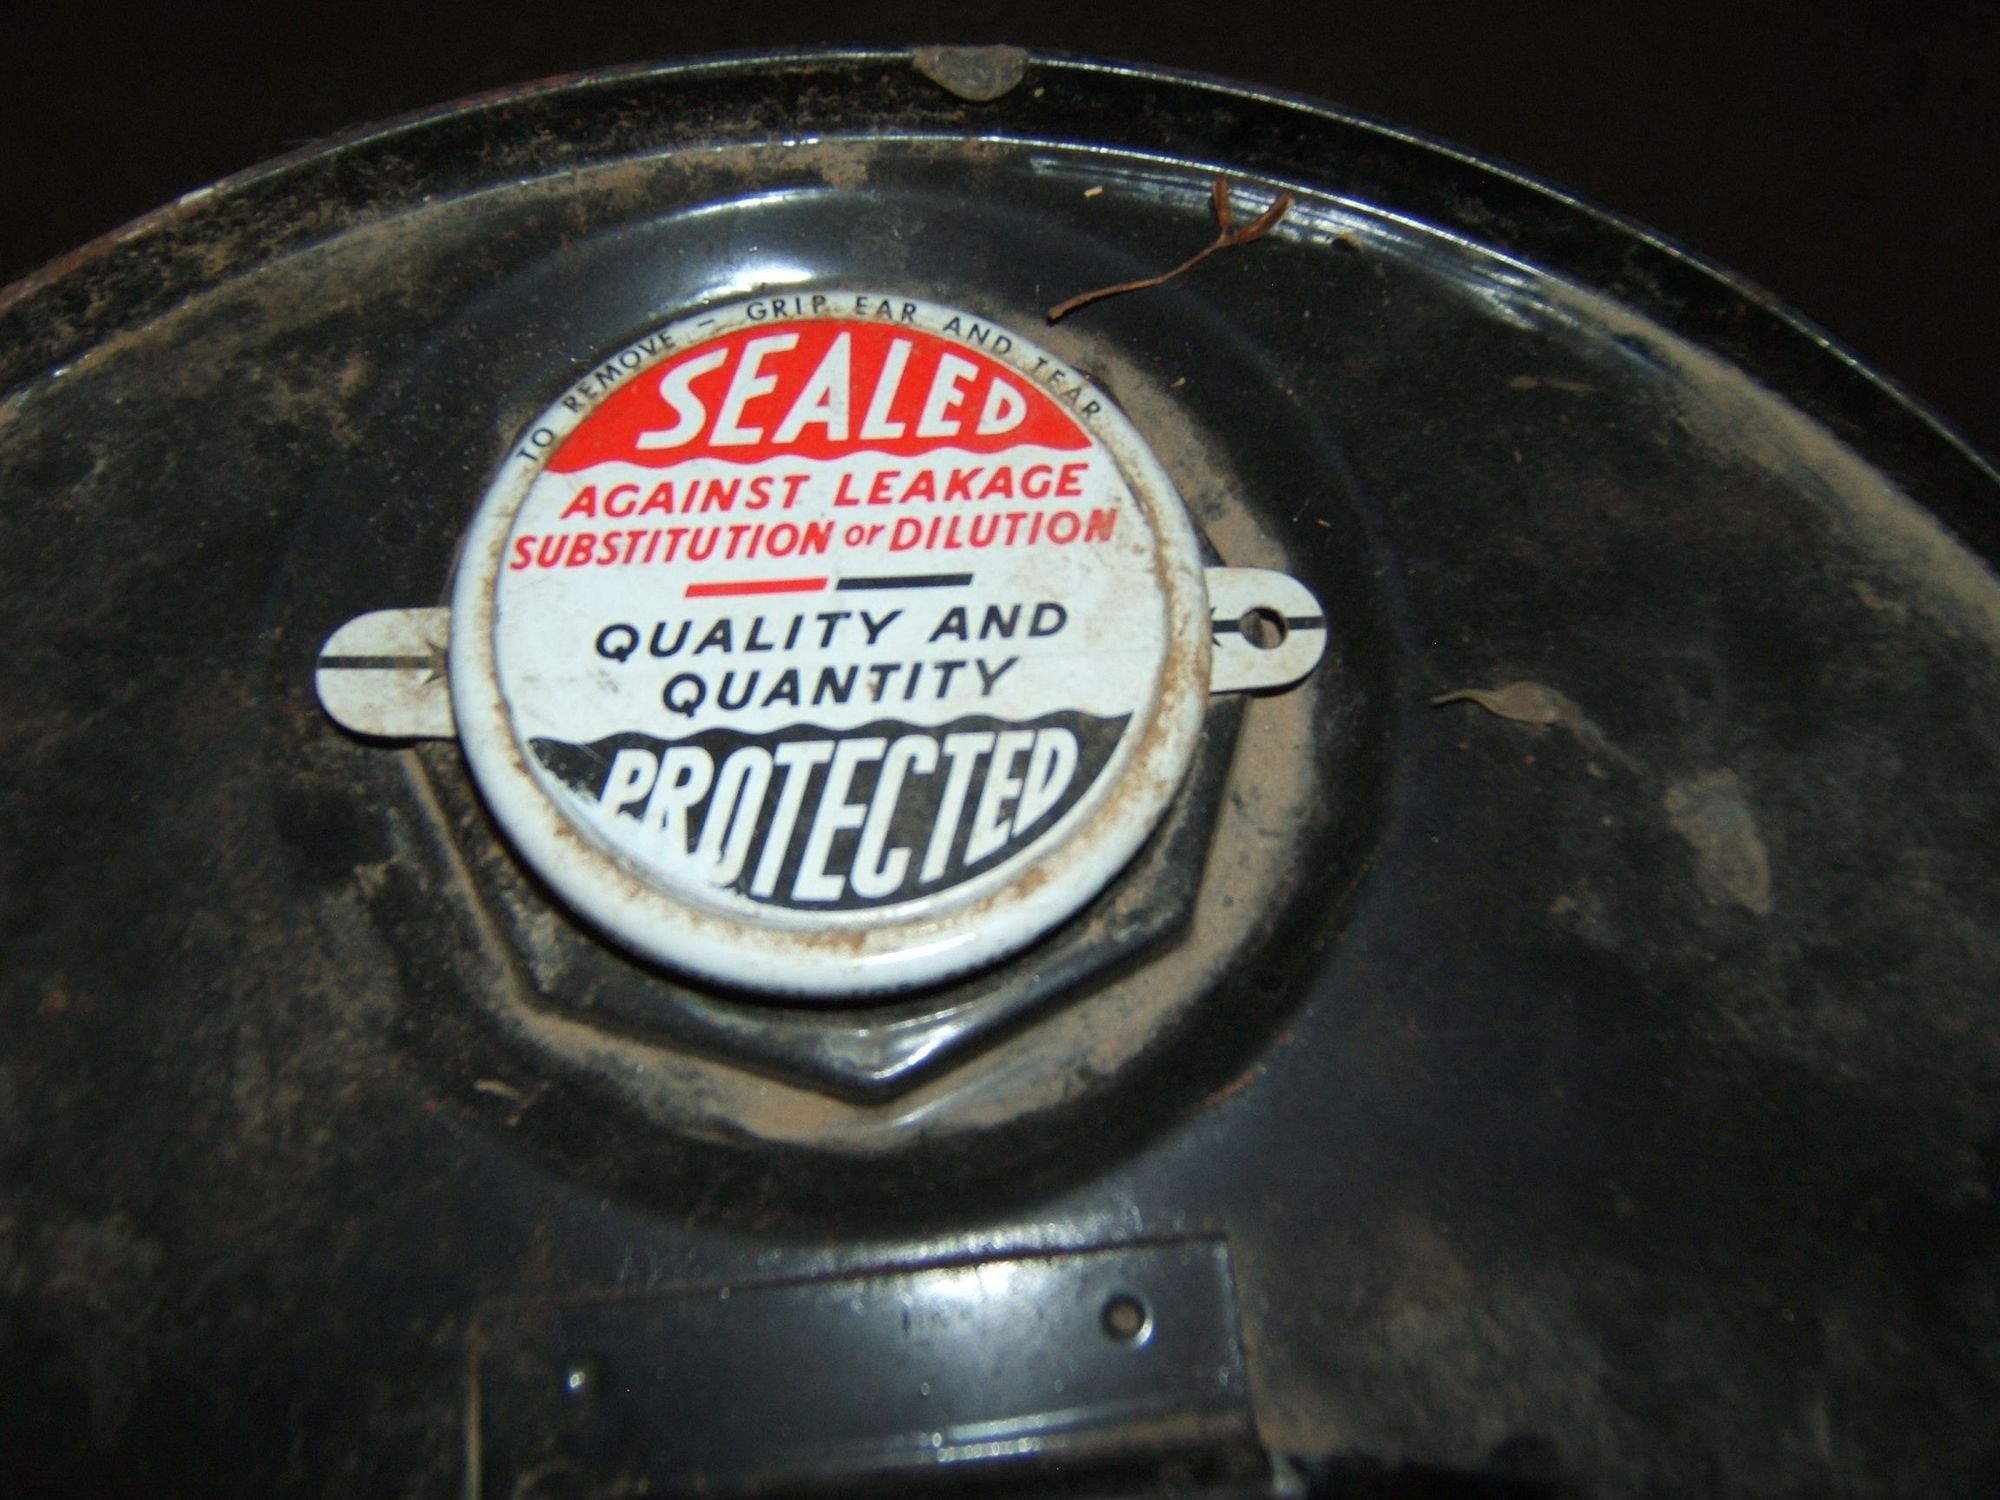 TO REMOVE - GRIP EAR AND TEAR
SEALED
AGAINST LEAKAGE
SUBSTITUTION or DILUTION
QUALITY AND
QUANTITY
PROTECTED